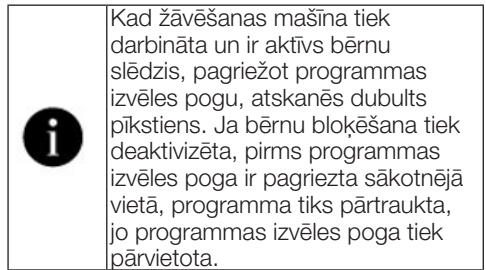 Kad žāvēšanas mašīna tiek
darbināta un ir aktīvs bērnu
slēdzis, pagriežot programmas
izvēles pogu, atskanēs dubults
pīkstiens. Ja bērnu bloķēšana tiek
deaktivizēta, pirms programmas
izvēles poga ir pagriezta sākotnējā
vietā, programma tiks pārtraukta,
jo programmas izvēles poga tiek
pārvietota.